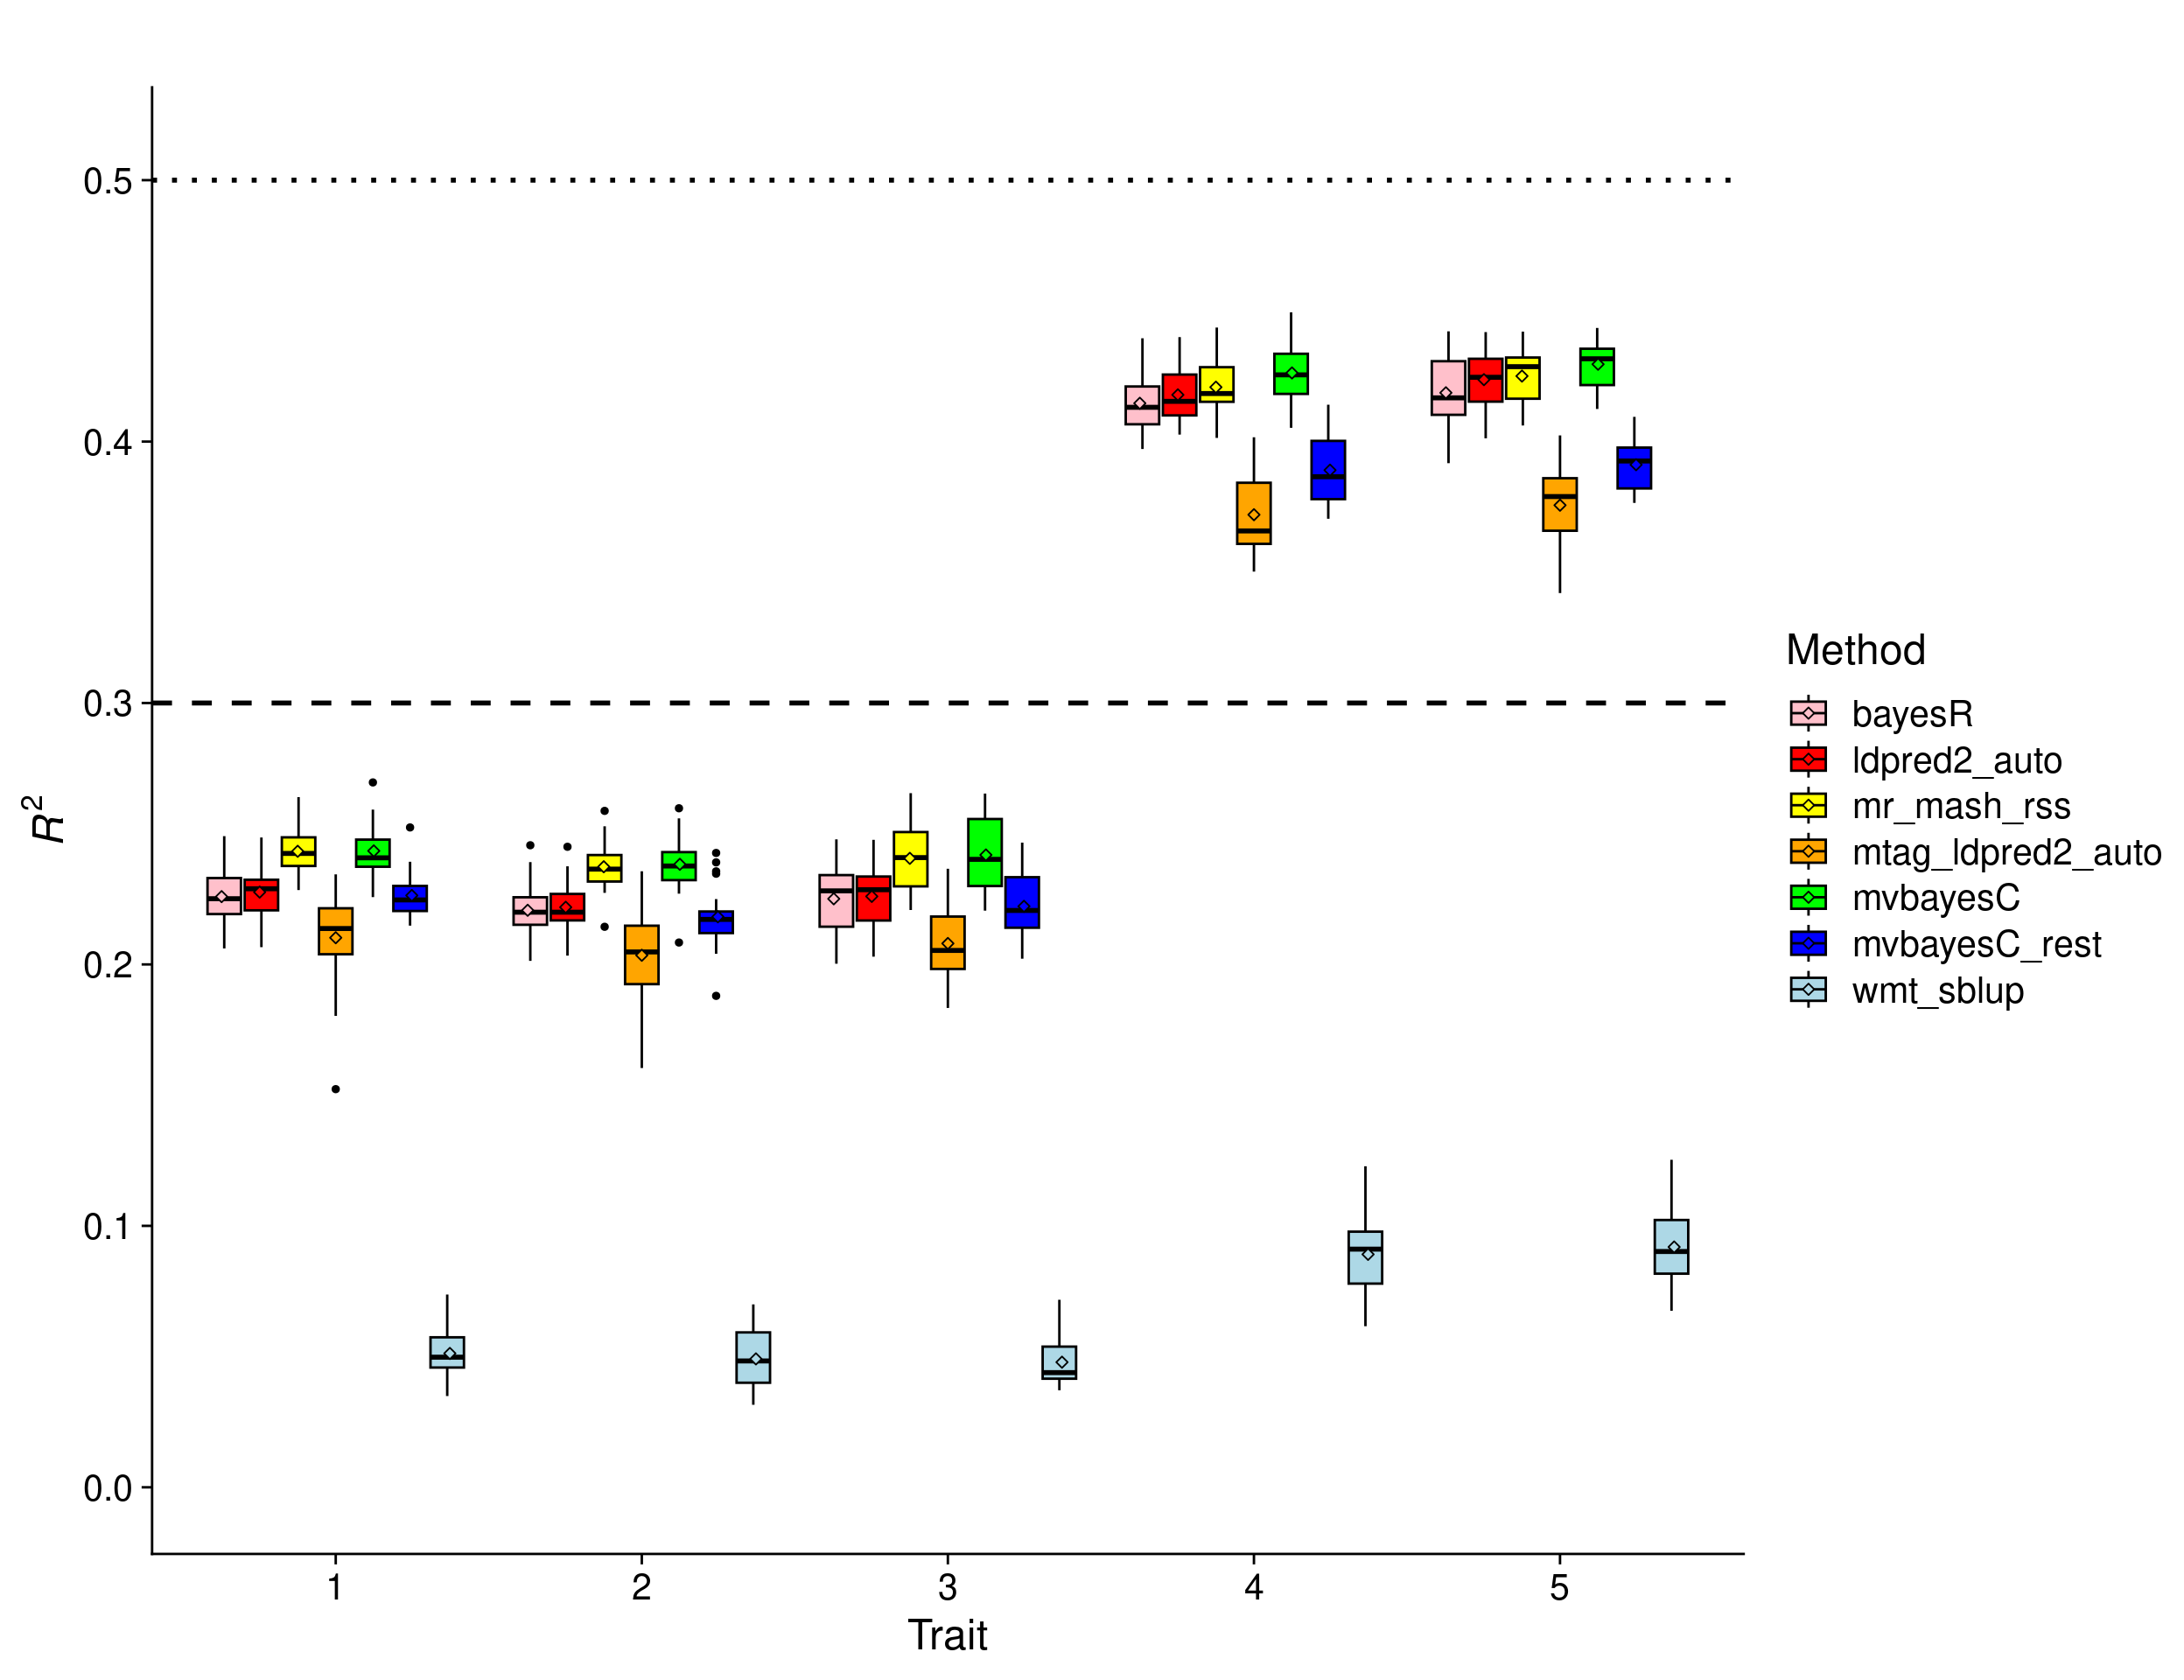 0.5
0.4
0.3
0.2
0.1
0.0
R²
1 2 3 4 5
Trait
Method
bayesR
ldpred2_auto
mr_mash_rss
mtag_ldpred2_auto
mvbayesC
mvbayesC_rest
wmt_sblup